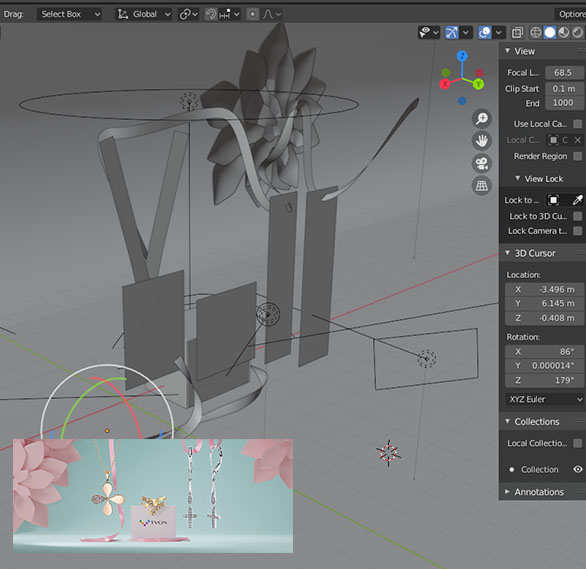 Drag: Select Box Global Options
View
Focal L... 68.5
Clip Start 0.1 m
End 1000
Use Local Ca...
Local C... C
Render Region
View Lock
Lock to ...
Lock to 3D Cu...
Lock Camera t...
3D Cursor
Location:
X -3.496 m
Y 6.145 m
Z -0.408 m
Rotation:
X 86°
Y 0.000014°
Z 179°
XYZ Euler
Collections
Local Collectio...
Collection
Annotations
Z
X
Y
TVON